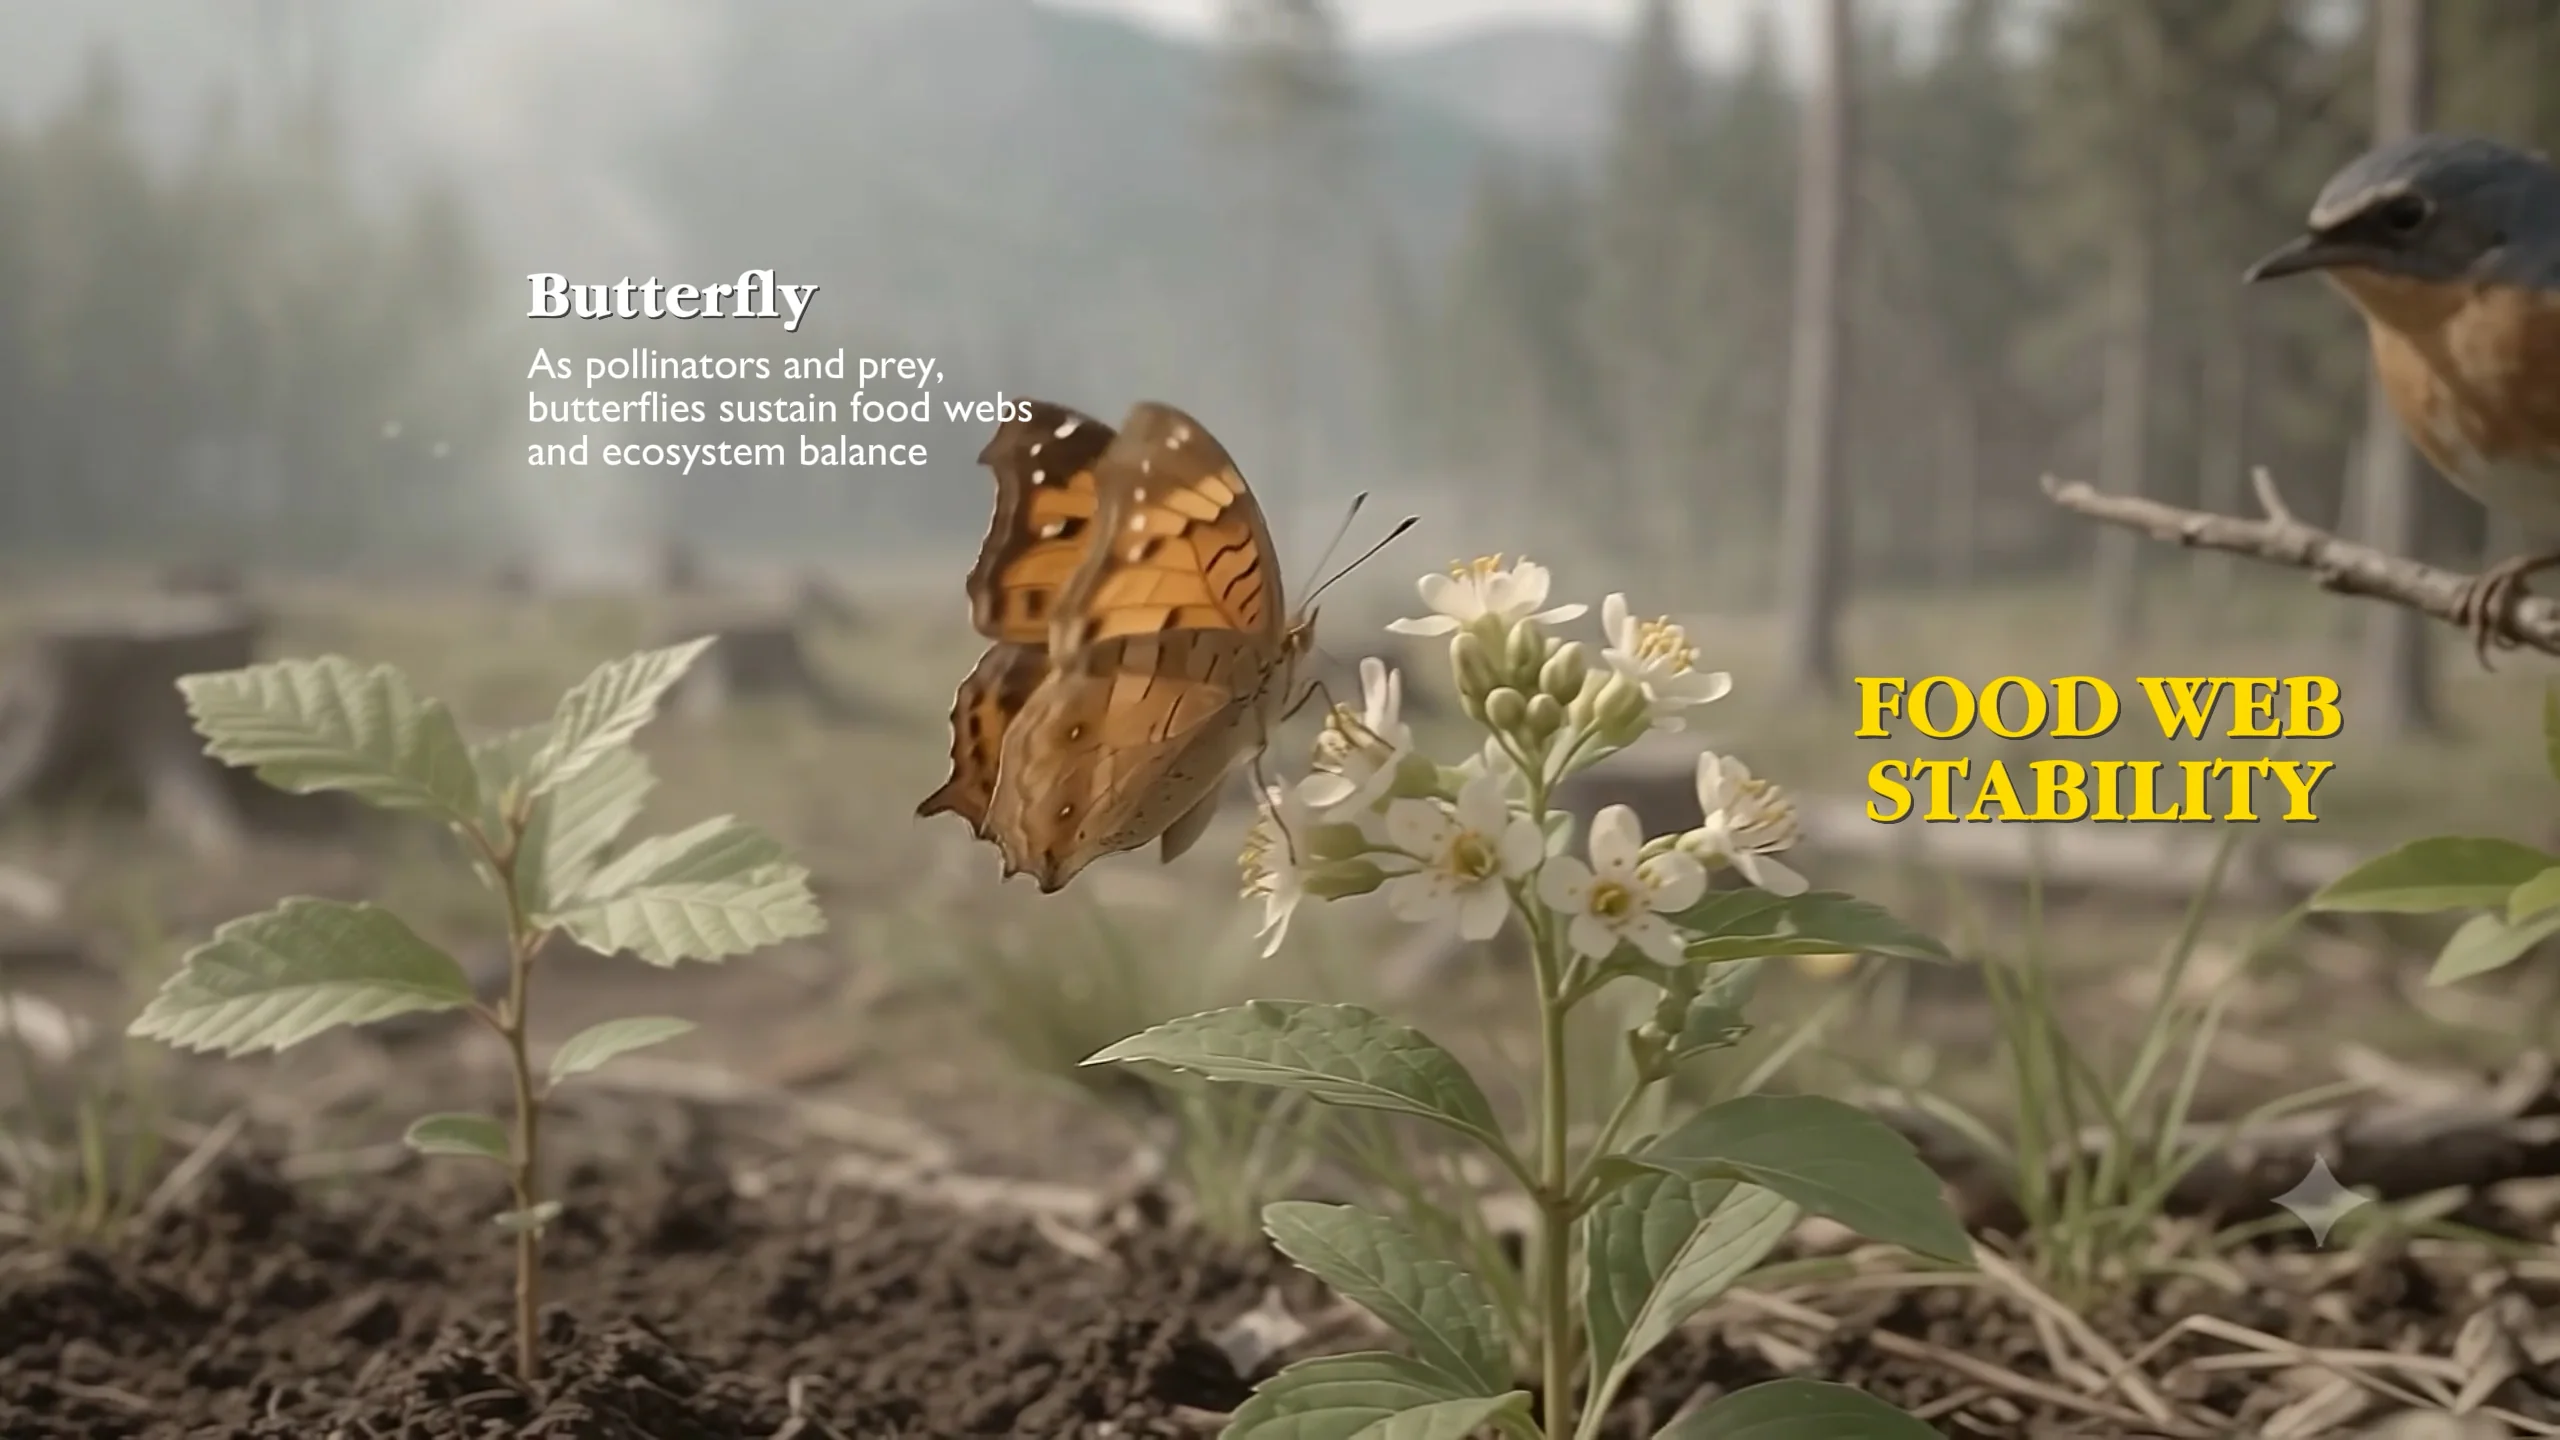 Butterfly
As pollinators and prey,
butterflies sustain food webs
and ecosystem balance
FOOD WEB
STABILITY